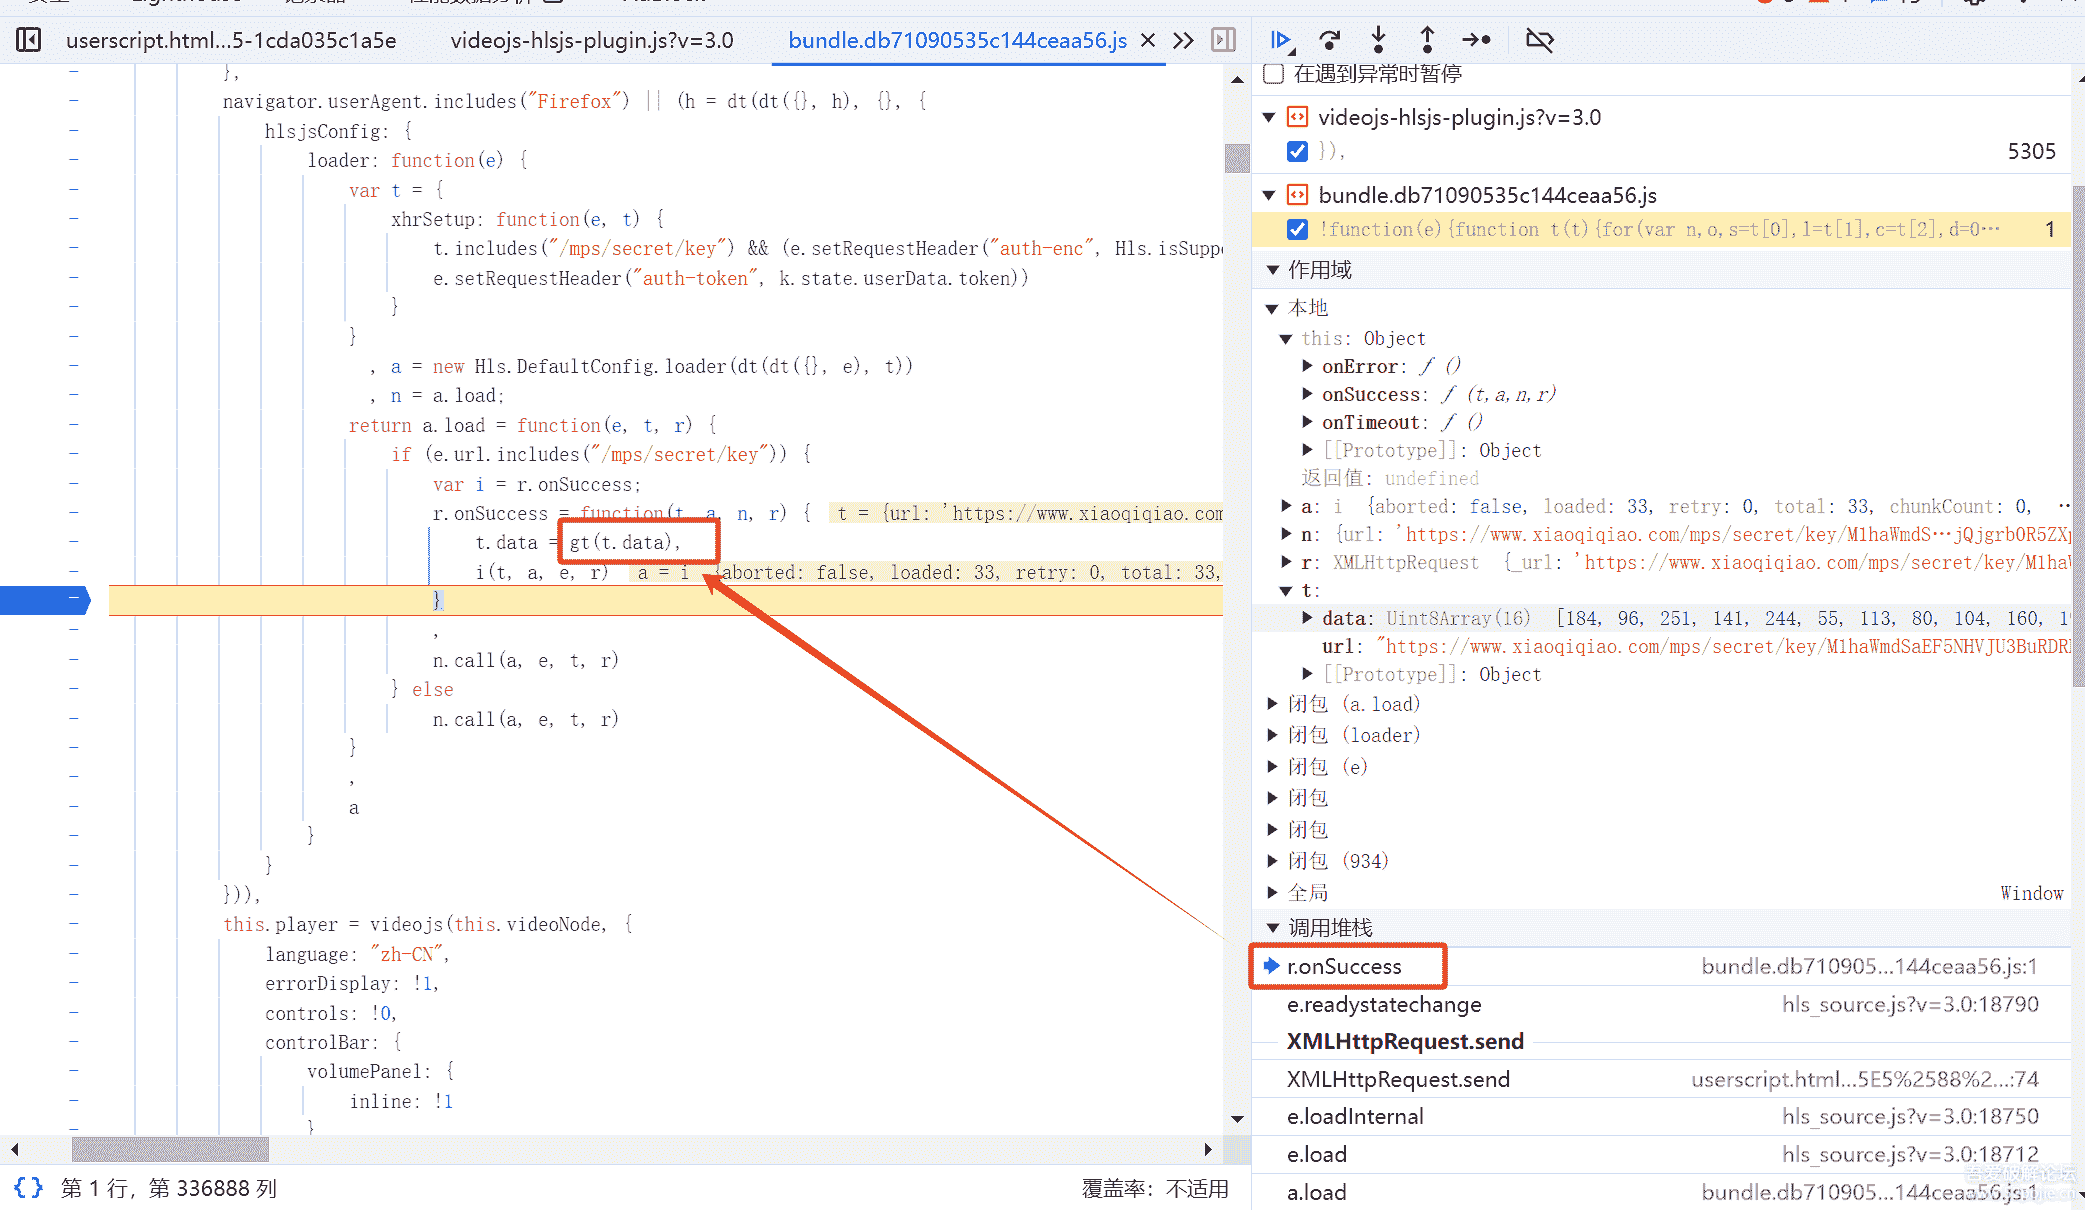 userscript.html...5-1cda035c1a5e
videojs-hlsjs-plugin.js?v=3.0
bundle.db71090535c144ceaa56.js
},
navigator.userAgent.includes("Firefox") || (h = dt(dt({}, h), {}, {
hlsjsConfig: {
loader: function(e) {
var t = {
xhrSetup: function(e, t) {
t.includes("/mps/secret/key") && (e.setRequestHeader("auth-enc", Hls.isSuppo
e.setRequestHeader("auth-token", k.state.userData.token))
}
}
, a = new Hls.DefaultConfig.loader(dt(dt({}, e), t))
, n = a.load;
return a.load = function(e, t, r) {
if (e.url.includes("/mps/secret/key")) {
var i = r.onSuccess;
r.onSuccess = function(t, a, n, r) { t = {url: 'https://www.xiaoqiqiao.com
t.data = gt(t.data),
i(t, a, e, r) a = i {aborted: false, loaded: 33, retry: 0, total: 33,
}
,
n.call(a, e, t, r)
} else
n.call(a, e, t, r)
}
,
a
}
}
})),
this.player = videojs(this.videoNode, {
language: "zh-CN",
errorDisplay: !1,
controls: !0,
controlBar: {
volumePanel: {
inline: !1
}
{} 第 1 行，第 336888 列
覆盖率：不适用
在遇到异常时暂停
videojs-hlsjs-plugin.js?v=3.0
}), 5305
bundle.db71090535c144ceaa56.js
!function(e){function t(t){for(var n,o,s=t[0],l=t[1],c=t[2],d=0… 1
作用域
本地
this: Object
onError: ƒ ()
onSuccess: ƒ (t,a,n,r)
onTimeout: ƒ ()
[[Prototype]]: Object
返回值: undefined
a: i {aborted: false, loaded: 33, retry: 0, total: 33, chunkCount: 0, …
n: {url: 'https://www.xiaoqiqiao.com/mps/secret/key/M1haWmdS…jQjgrbOR5ZXp
r: XMLHttpRequest {_url: 'https://www.xiaoqiqiao.com/mps/secret/key/M1haW
t:
data: Uint8Array(16) [184, 96, 251, 141, 244, 55, 113, 80, 104, 160, 1
url: "https://www.xiaoqiqiao.com/mps/secret/key/M1haWmdSaEF5NHVJU3BuRDR
[[Prototype]]: Object
闭包 (a.load)
闭包 (loader)
闭包 (e)
闭包
闭包
闭包 (934)
全局 Window
调用堆栈
r.onSuccess bundle.db710905...144ceaa56.js:1
e.readystatechange hls_source.js?v=3.0:18790
XMLHttpRequest.send
XMLHttpRequest.send userscript.html...5E5%2588%2...:74
e.loadInternal hls_source.js?v=3.0:18750
e.load hls_source.js?v=3.0:18712
a.load bundle.db710905...144ceaa56.js:1
吾爱破解论坛